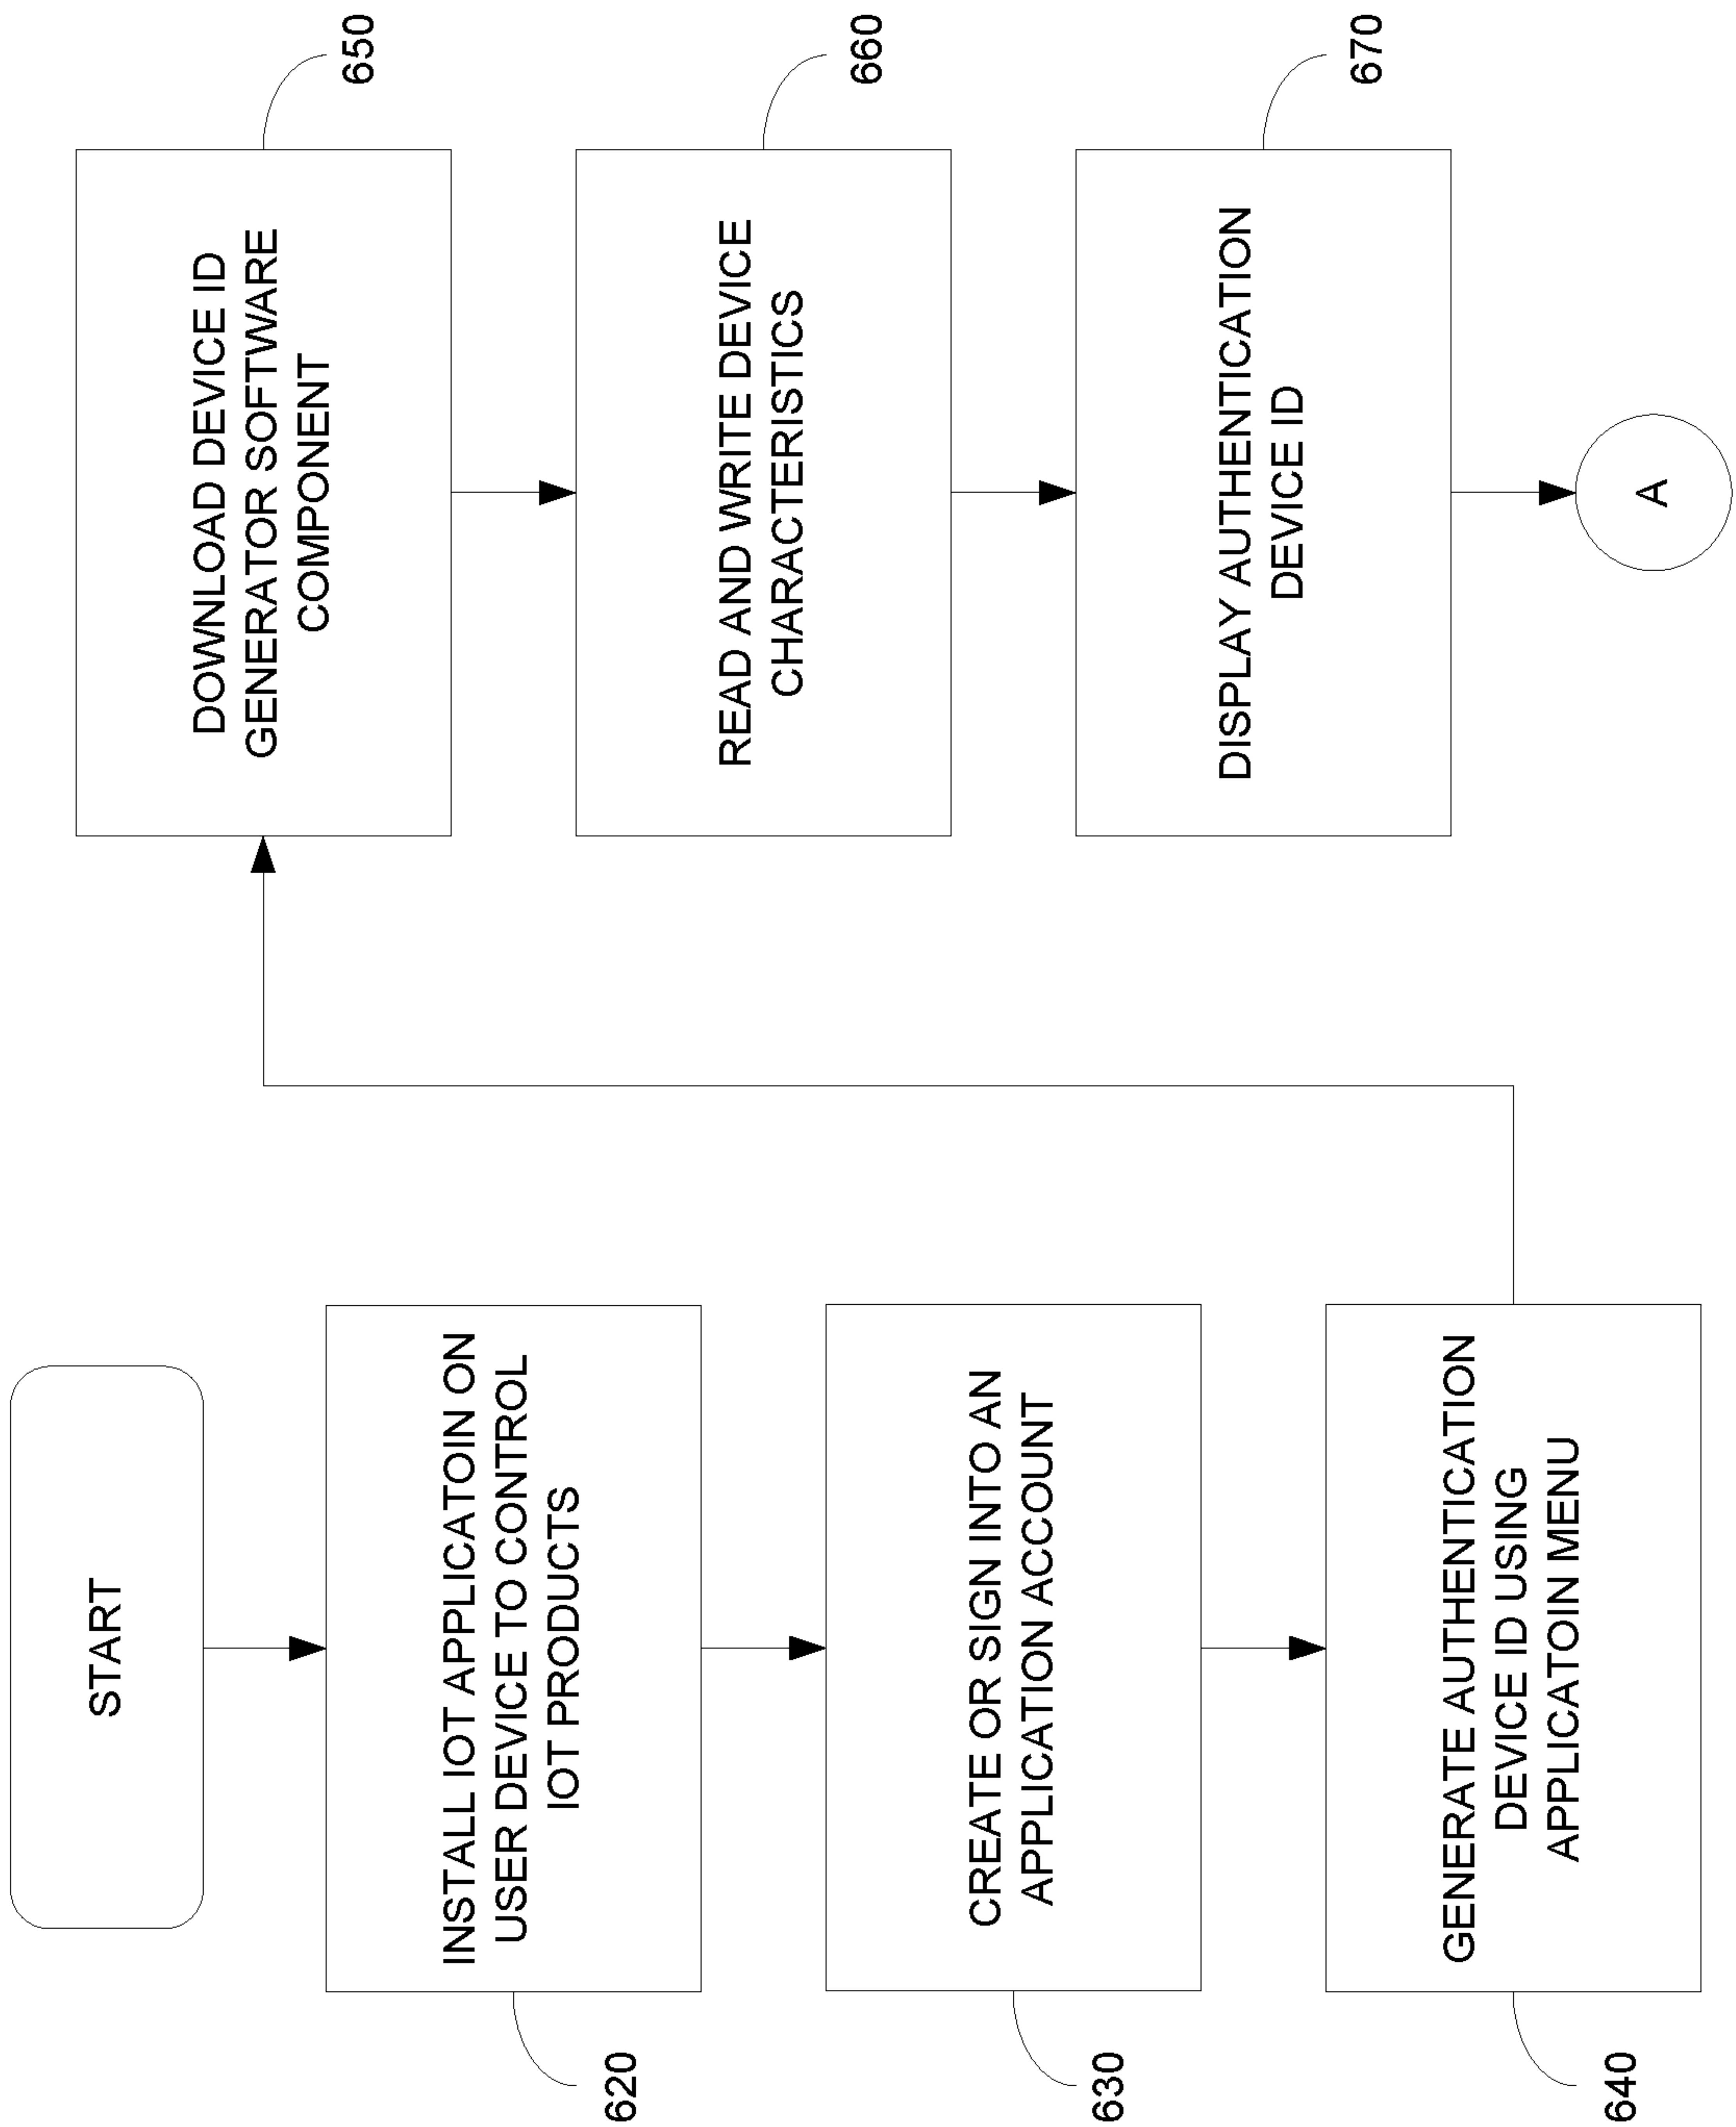 START
INSTALL IOT APPLICATOIN ON
USER DEVICE TO CONTROL
IOT PRODUCTS
620
CREATE OR SIGN INTO AN
APPLICATION ACCOUNT
630
GENERATE AUTHENTICATION
DEVICE ID USING
APPLICATOIN MENU
640
DOWNLOAD DEVICE ID
GENERATOR SOFTWARE
COMPONENT
650
READ AND WRITE DEVICE
CHARACTERISTICS
660
DISPLAY AUTHENTICATION
DEVICE ID
670
A